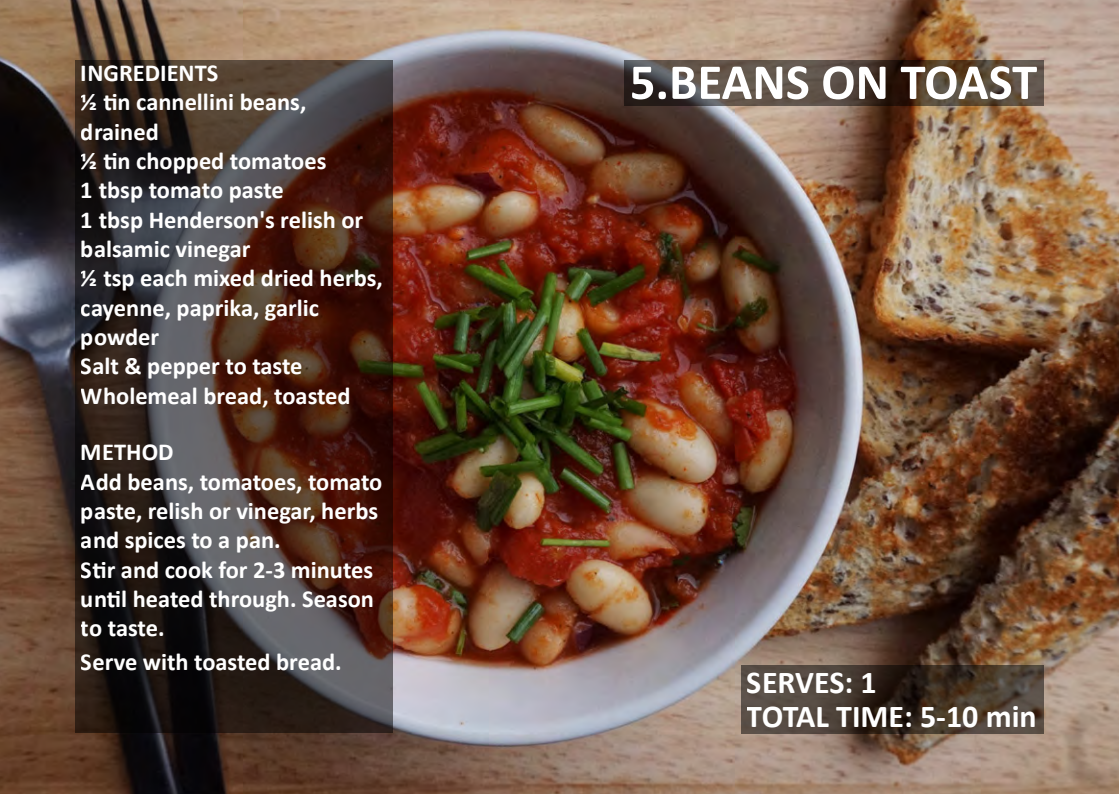 5.BEANS ON TOAST
INGREDIENTS
½ tin cannellini beans,
drained
½ tin chopped tomatoes
1 tbsp tomato paste
1 tbsp Henderson's relish or
balsamic vinegar
½ tsp each mixed dried herbs,
cayenne, paprika, garlic
powder
Salt & pepper to taste
Wholemeal bread, toasted
METHOD
Add beans, tomatoes, tomato
paste, relish or vinegar, herbs
and spices to a pan.
Stir and cook for 2-3 minutes
until heated through. Season
to taste.
Serve with toasted bread.
SERVES: 1
TOTAL TIME: 5-10 min